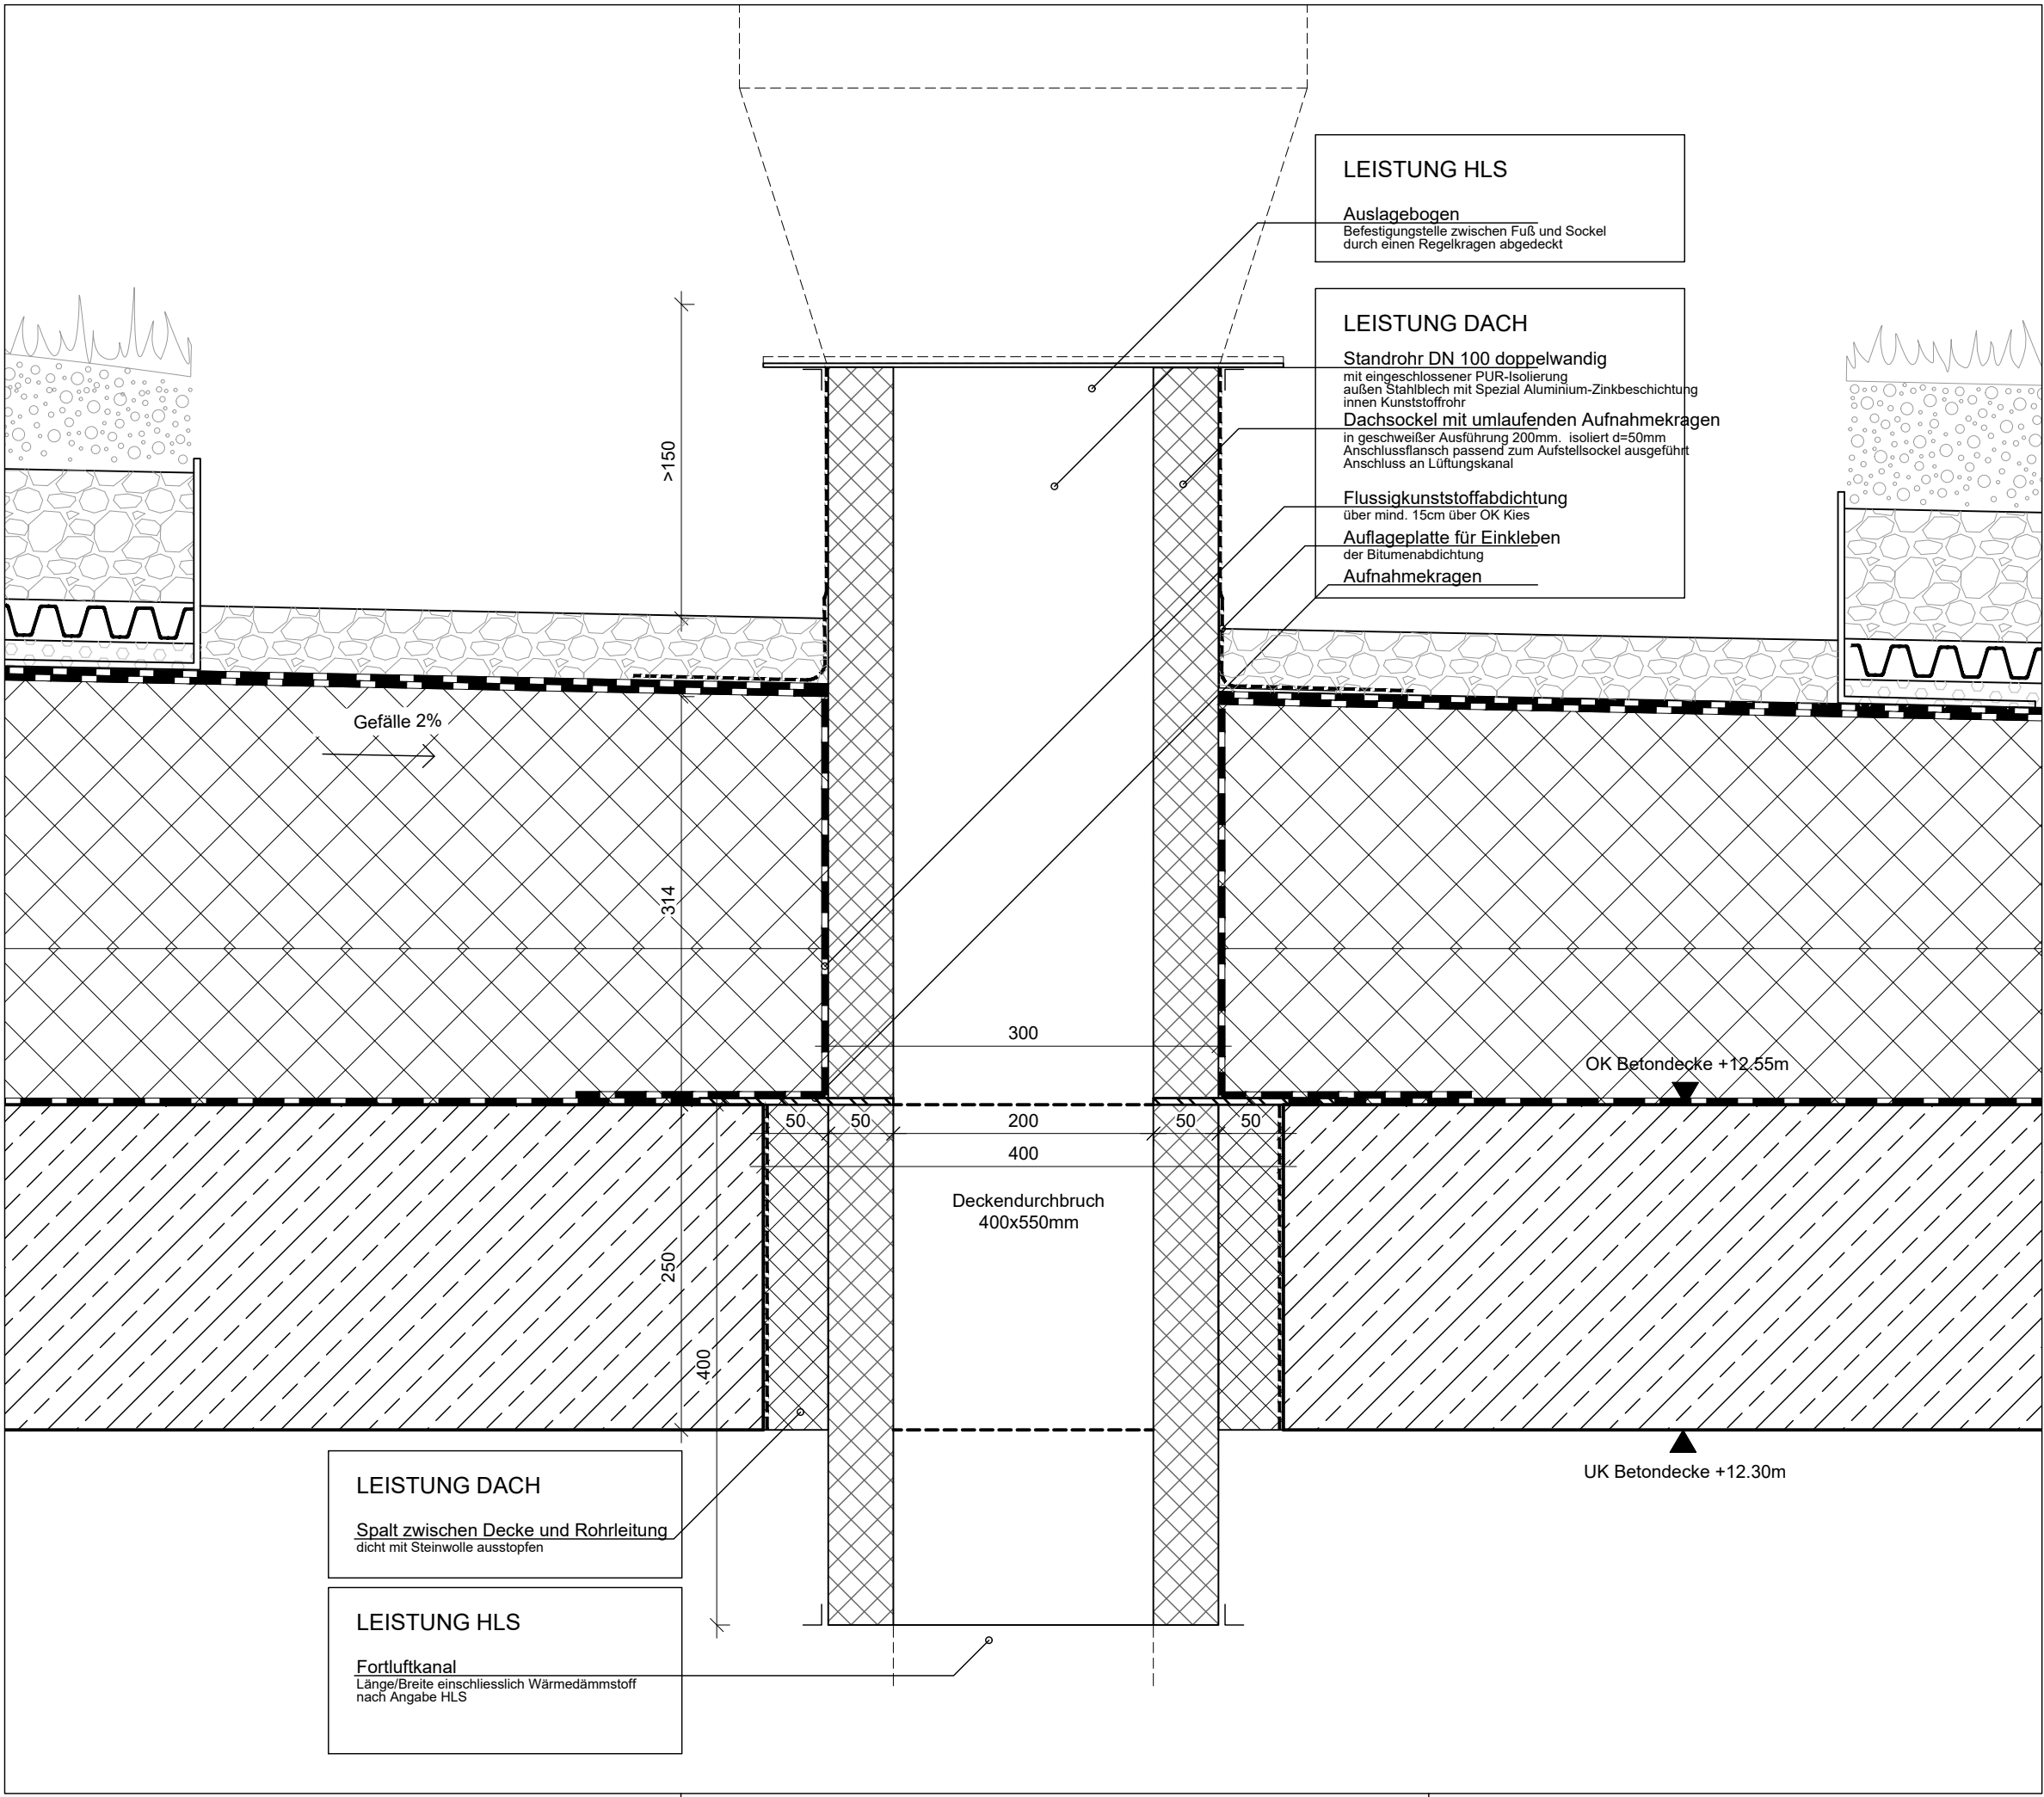 LEISTUNG HLS
Auslagebogen
Befestigungstelle zwischen Fuß und Sockel
durch einen Regelkragen abgedeckt
LEISTUNG DACH
Standrohr DN 100 doppelwandig
mit eingeschlossener PUR-Isolierung
außen Stahlblech mit Spezial Aluminium-Zinkbeschichtung
innen Kunststoffrohr
Dachsockel mit umlaufenden Aufnahmekragen
in geschweißer Ausführung 200mm. isoliert d=50mm
Anschlussflansch passend zum Aufstellsockel ausgeführt
Anschluss an Lüftungskanal
Flussigkunststoffabdichtung
über mind. 15cm über OK Kies
Auflageplatte für Einkleben
der Bitumenabdichtung
Aufnahmekragen
>150
Gefälle 2%
314
300
OK Betondecke +12.55m
50 50 200 50 50
400
Deckendurchbruch
400x550mm
250
400
UK Betondecke +12.30m
LEISTUNG DACH
Spalt zwischen Decke und Rohrleitung
dicht mit Steinwolle ausstopfen
LEISTUNG HLS
Fortluftkanal
Länge/Breite einschliesslich Wärmedämmstoff
nach Angabe HLS